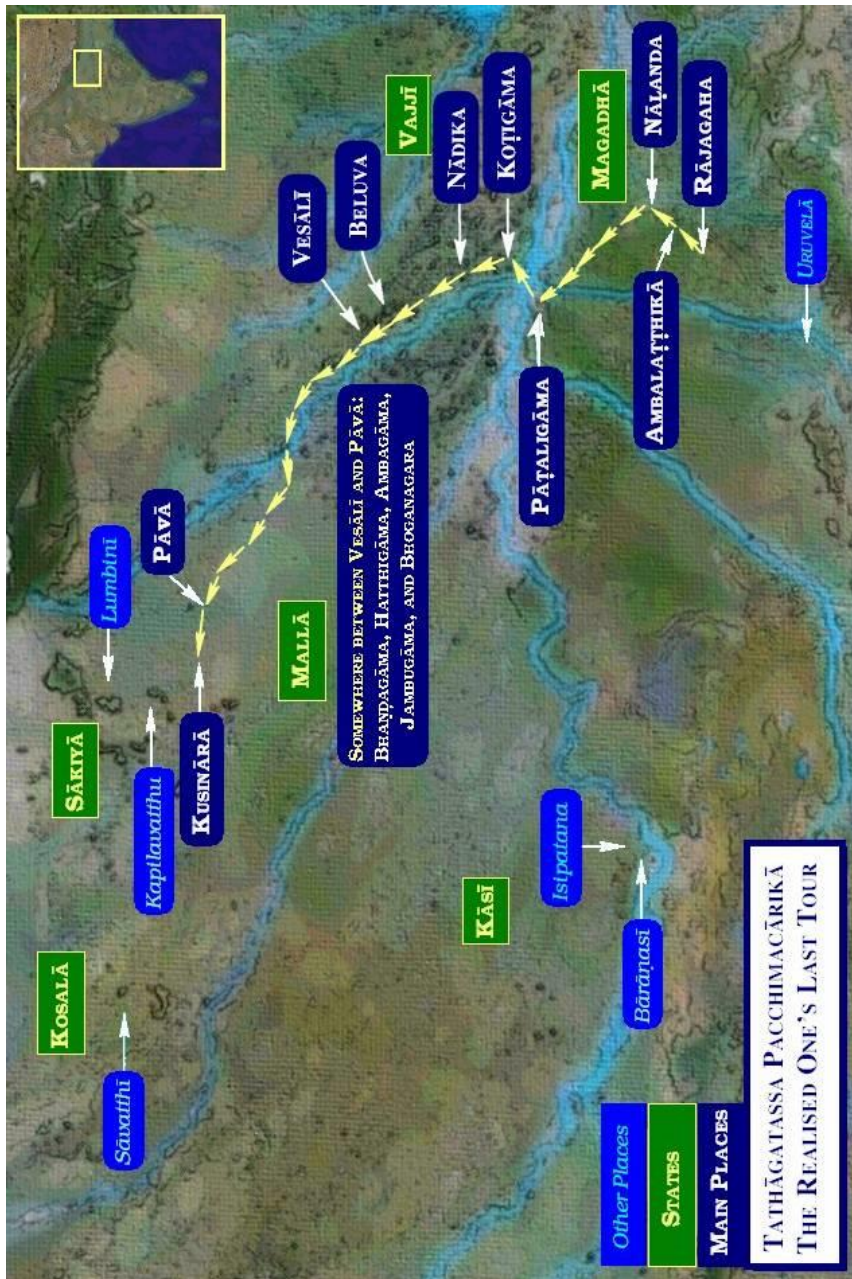 Kosalā
Sākiyā
Lumbinī
Sāvatthī
Kapilavatthu
Pāvā
Kusinārā
Mallā
Vesālī
Beluva
Somewhere between Vesālī and Pāvā:
Bhaṇḍagāma, Hatthigāma, Ambagāma,
Jambugāma, and Bhoganagara
Vajjī
Nādika
Kāsī
Koṭigāma
Pāṭaligāma
Isipatana
Bārāṇasī
Magadhā
Nāḷanda
Ambalaṭṭhikā
Rājagaha
Uruvelā
Other Places
States
Main Places
Tathāgatassa Pacchimacārikā
The Realised One's Last Tour